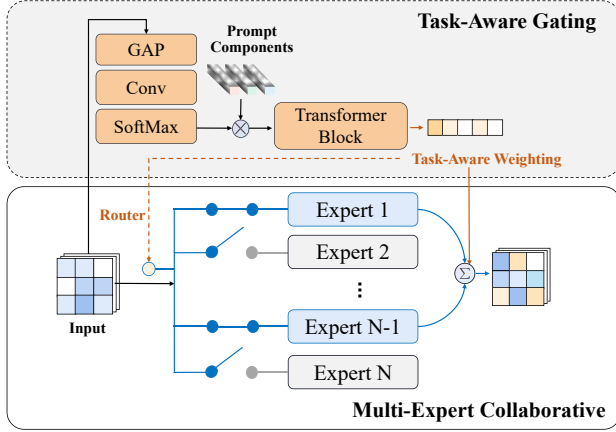 Task-Aware Gating
GAP
Prompt
Components
Conv
SoftMax
Transformer
Block
Task-Aware Weighting
Router
Expert 1
Expert 2
...
Σ
Input
Expert N-1
Expert N
Multi-Expert Collaborative